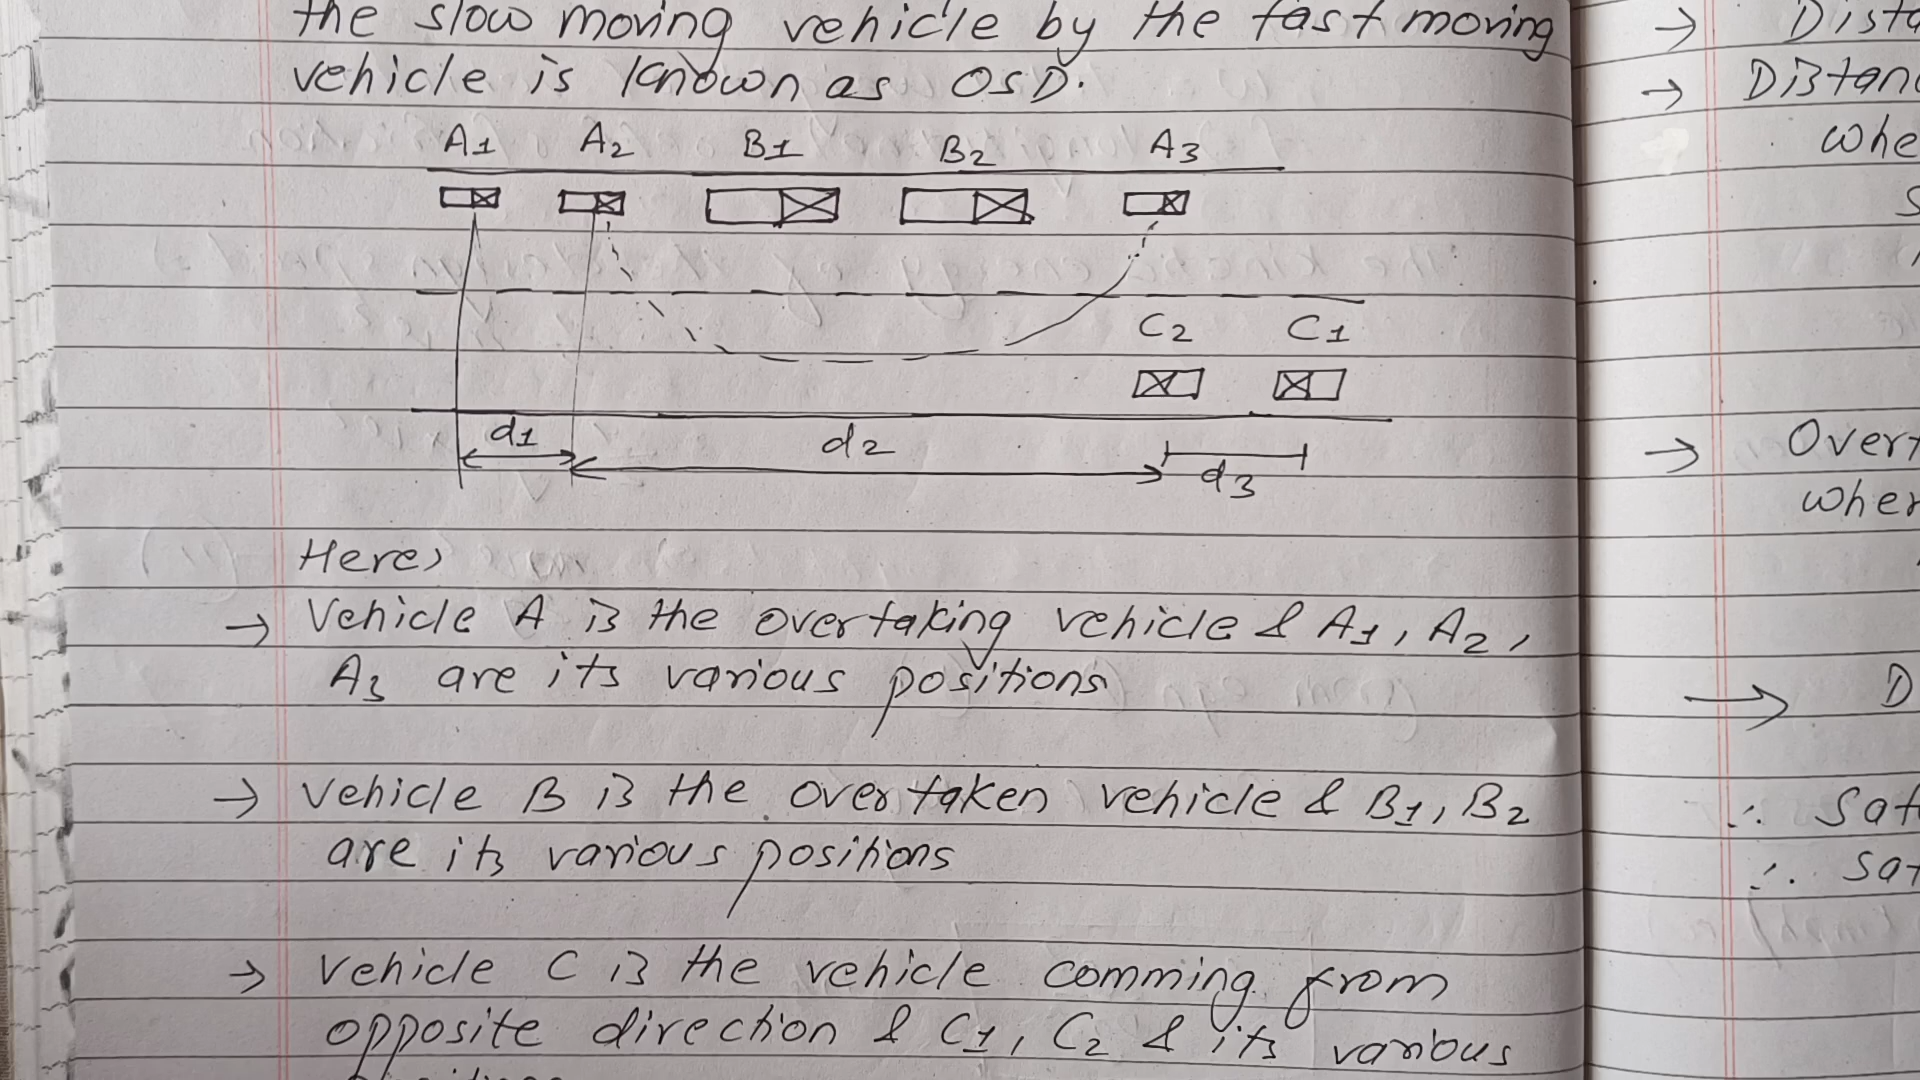 the slow moving vehicle by the fast moving
vehicle is known as OSD.
A1 A2 B1 B2 A3
C2 C1
d1 d2 d3
Here,
→ Vehicle A is the overtaking vehicle & A1, A2,
A3 are its various positions
→ Vehicle B is the overtaken vehicle & B1, B2
are its various positions
→ Vehicle C is the vehicle comming from
opposite direction & C1, C2 & its various
→
→
whe
→ Overt
wher
→ D
∴ Saf
∴ Saf